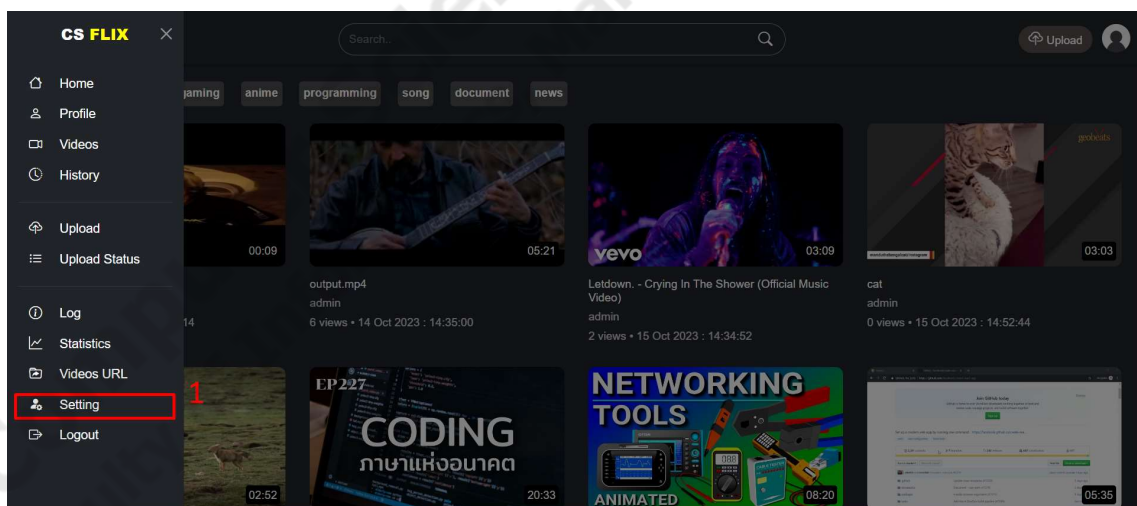 CS FLIX
Home
Profile
Videos
History
Upload
Upload Status
Log
Statistics
Videos URL
Setting
Logout
1
Search..
Upload
gaming
anime
programming
song
document
news
00:09
14
05:21
output.mp4
admin
6 views • 14 Oct 2023 : 14:35:00
vevo
03:09
Letdown. - Crying In The Shower (Official Music
Video)
admin
2 views • 15 Oct 2023 : 14:34:52
geobeats
03:03
cat
admin
0 views • 15 Oct 2023 : 14:52:44
02:52
EP227
CODING
ภาษาแห่งอนาคต
20:33
NETWORKING
TOOLS
ANIMATED
08:20
05:35